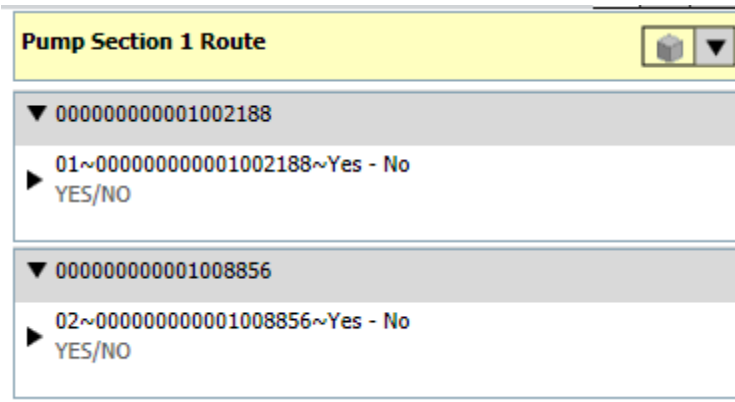 Pump Section 1 Route
000000000001002188
01~000000000001002188~Yes - No
YES/NO
000000000001008856
02~000000000001008856~Yes - No
YES/NO